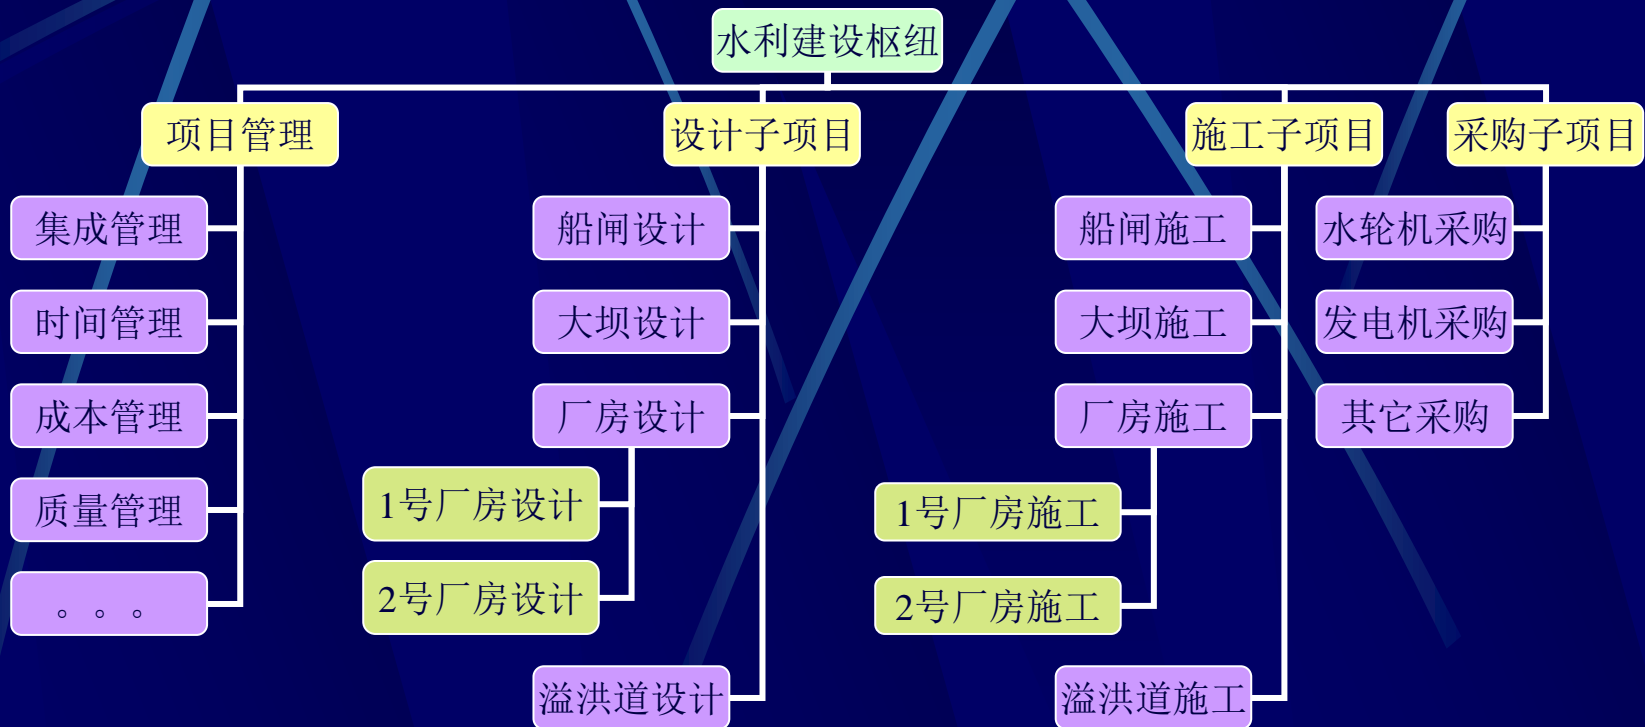 水利建设枢纽
项目管理
设计子项目
施工子项目
采购子项目
集成管理
船闸设计
船闸施工
水轮机采购
时间管理
大坝设计
大坝施工
发电机采购
成本管理
厂房设计
厂房施工
其它采购
质量管理
1号厂房设计
1号厂房施工
。。。
2号厂房设计
2号厂房施工
溢洪道设计
溢洪道施工